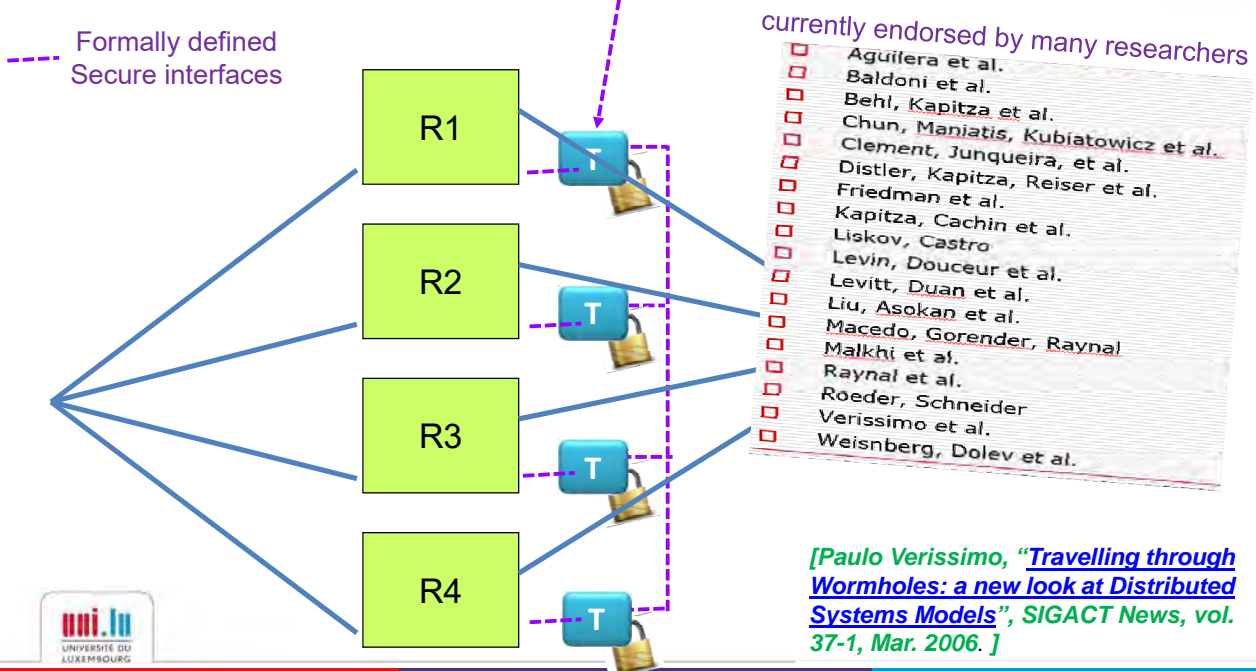 Formally defined
Secure interfaces
currently endorsed by many researchers
R1
T
R2
T
R3
T
R4
T
Aguilera et al.
Baldoni et al.
Behl, Kapitza et al.
Chun, Maniatis, Kubiatowicz et al.
Clement, Junqueira, et al.
Distler, Kapitza, Reiser et al.
Friedman et al.
Kapitza, Cachin et al.
Liskov, Castro
Levin, Douceur et al.
Levitt, Duan et al.
Liu, Asokan et al.
Macedo, Gorender, Raynal
Malkhi et al.
Raynal et al.
Roeder, Schneider
Verissimo et al.
Weisnberg, Dolev et al.
[Paulo Verissimo, “Travelling through
Wormholes: a new look at Distributed
Systems Models”, SIGACT News, vol.
37-1, Mar. 2006. ]
uni.lu
UNIVERSITÉ DU
LUXEMBOURG